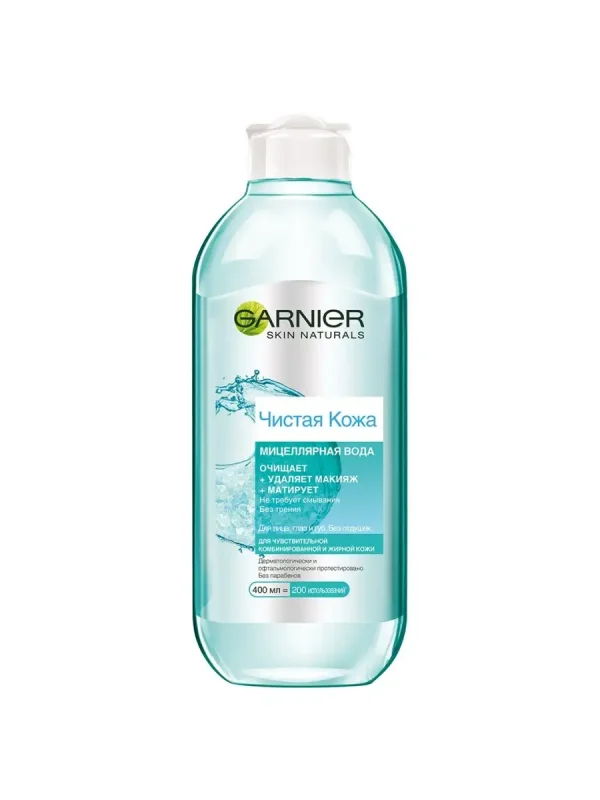 GARNIER
SKIN NATURALS
Чистая Кожа
МИЦЕЛЛЯРНАЯ ВОДА
ОЧИЩАЕТ
+ УДАЛЯЕТ МАКИЯЖ
+ МАТИРУЕТ
Не требует смывания
Без трения
Для лица, глаз и губ, Без отдушек
ДЛЯ ЧУВСТВИТЕЛЬНОЙ
КОМБИНИРОВАННОЙ И ЖИРНОЙ КОЖИ
Дерматологически и
офтальмологически протестировано
Без парабенов
400 мл = 200 использований